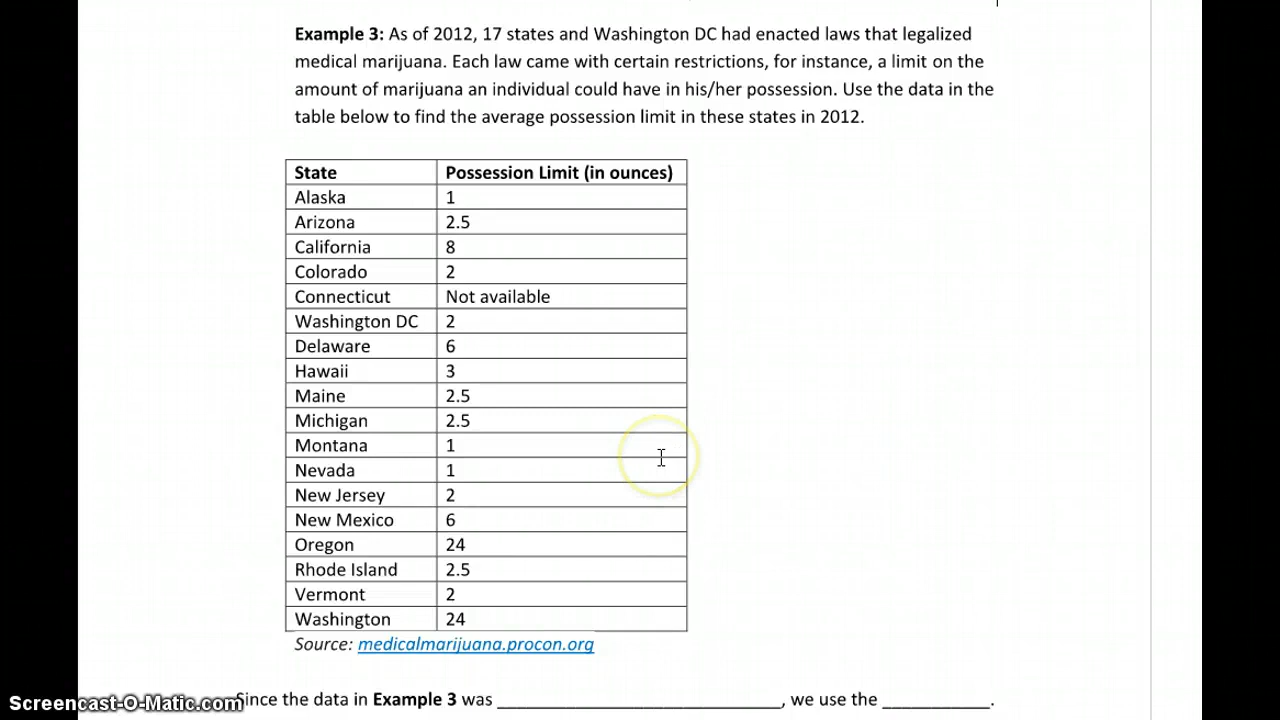 Example 3: As of 2012, 17 states and Washington DC had enacted laws that legalized
medical marijuana. Each law came with certain restrictions, for instance, a limit on the
amount of marijuana an individual could have in his/her possession. Use the data in the
table below to find the average possession limit in these states in 2012.
State Possession Limit (in ounces)
Alaska 1
Arizona 2.5
California 8
Colorado 2
Connecticut Not available
Washington DC 2
Delaware 6
Hawaii 3
Maine 2.5
Michigan 2.5
Montana 1
Nevada 1
New Jersey 2
New Mexico 6
Oregon 24
Rhode Island 2.5
Vermont 2
Washington 24
Source: medicalmarijuana.procon.org
Since the data in Example 3 was ____________________________, we use the ___________.
Screencast-O-Matic.com